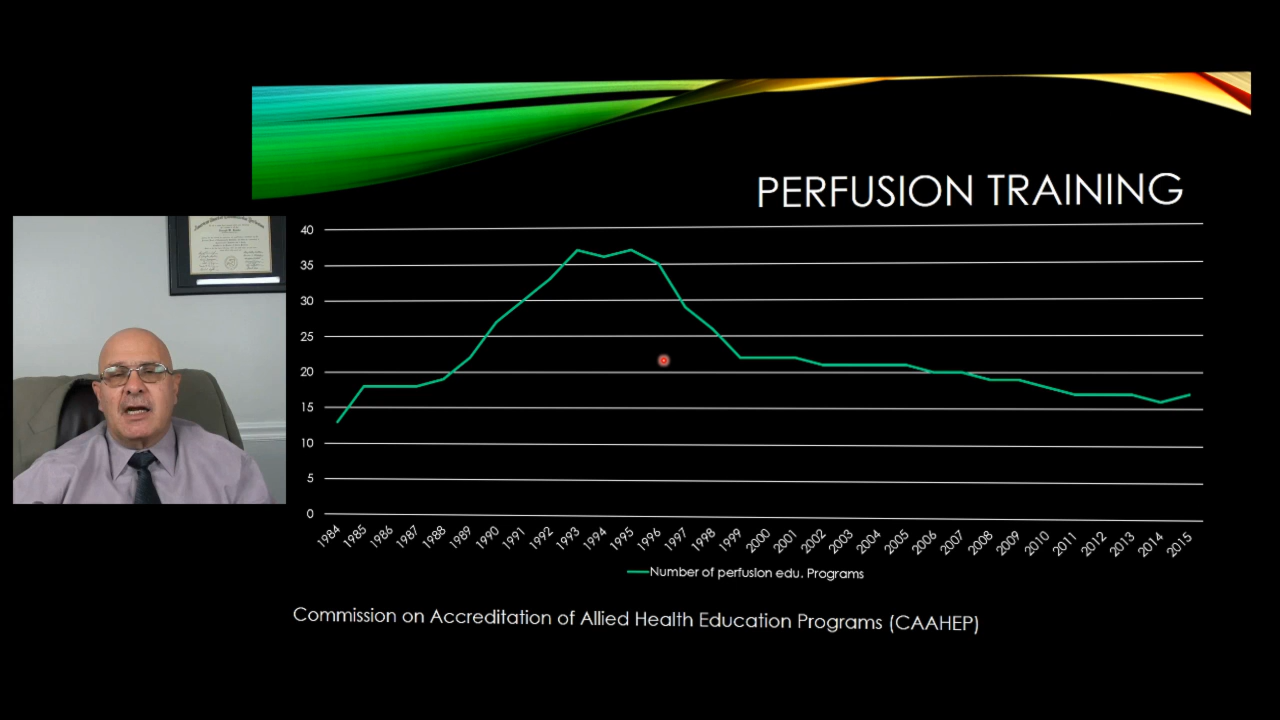 PERFUSION TRAINING
40
35
30
25
20
15
10
5
0
1984 1985 1986 1987 1988 1989 1990 1991 1992 1993 1994 1995 1996 1997 1998 1999 2000 2001 2002 2003 2004 2005 2006 2007 2008 2009 2010 2011 2012 2013 2014 2015
Number of perfusion edu. Programs
Commission on Accreditation of Allied Health Education Programs (CAAHEP)